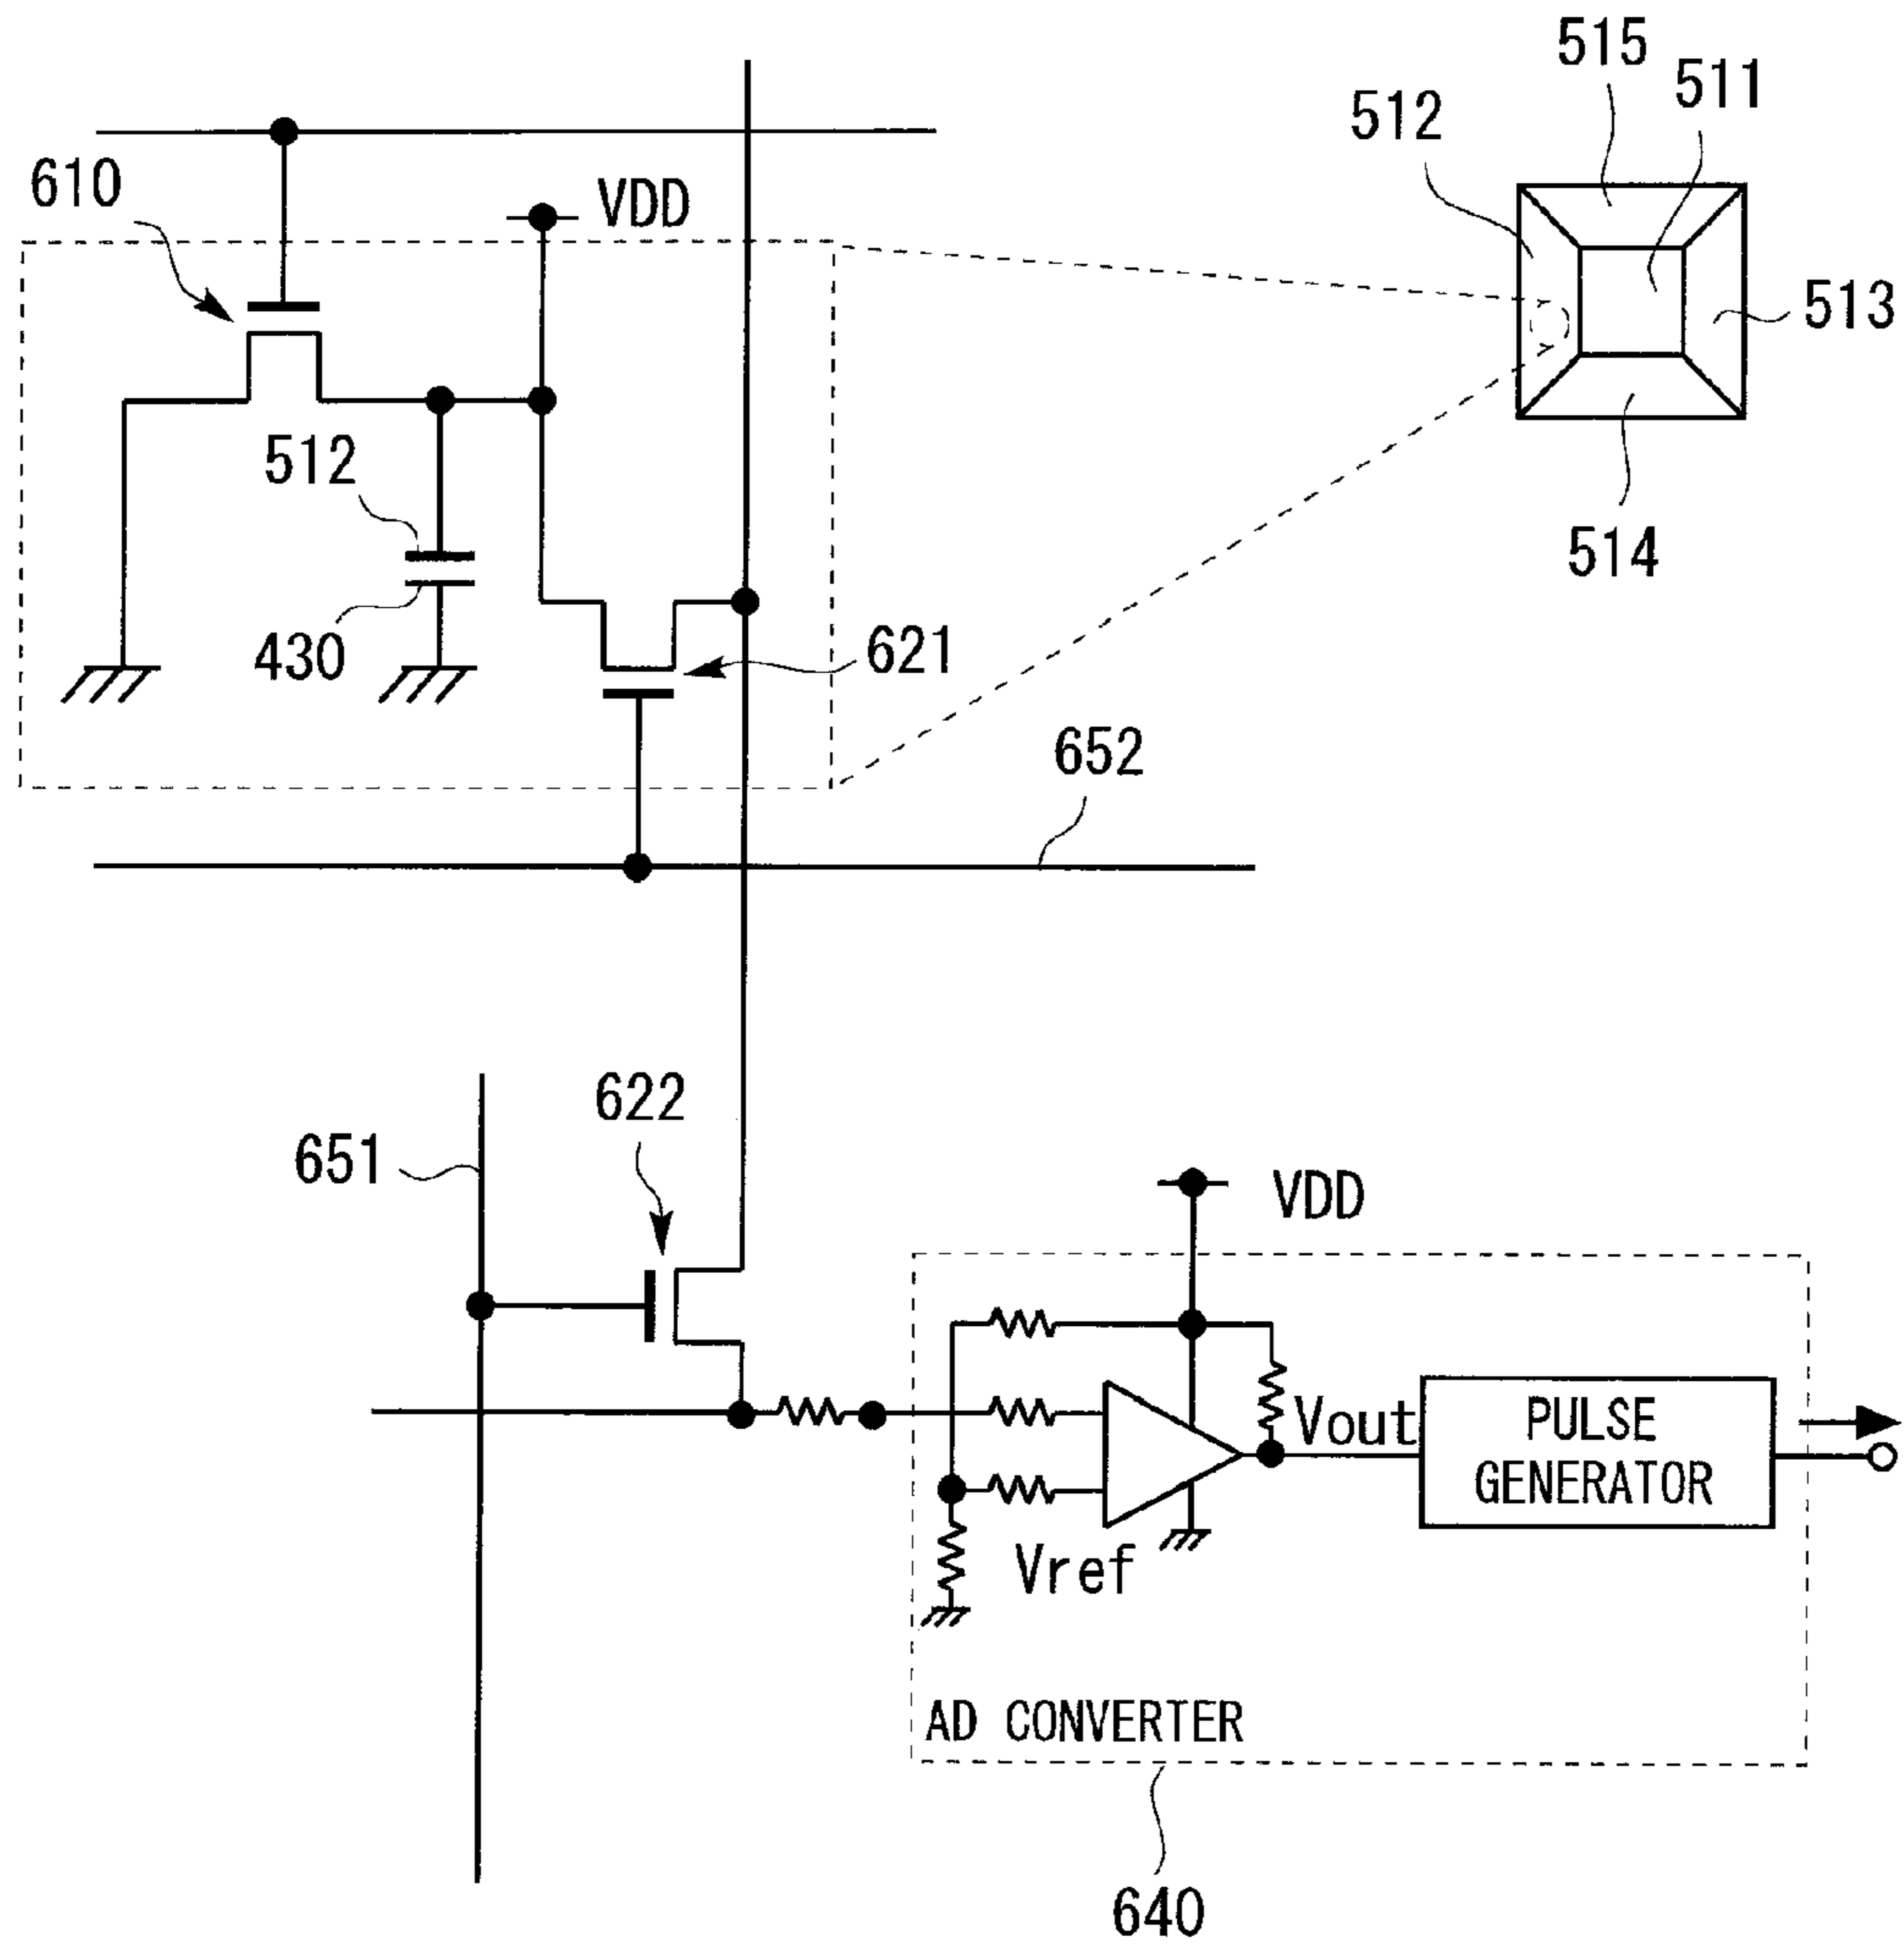 515
511
512
610
VDD
513
512
514
430
621
652
622
651
VDD
Vout
PULSE
GENERATOR
Vref
AD CONVERTER
640